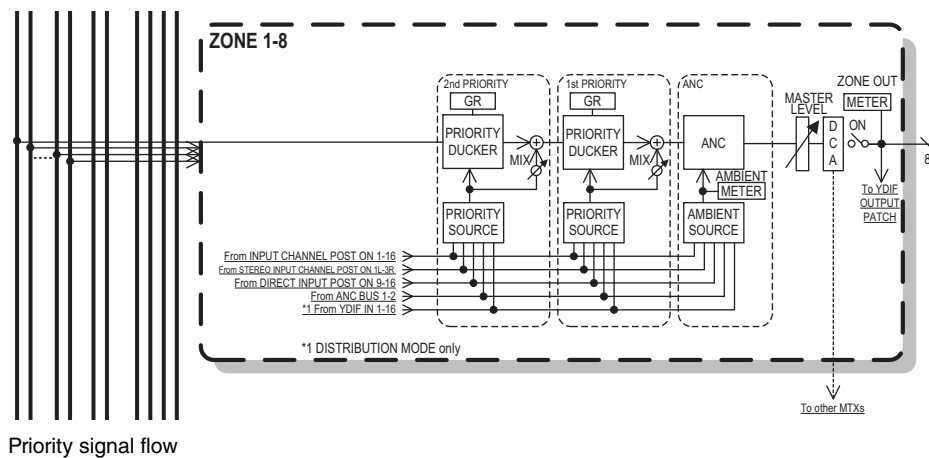 ZONE 1-8
2nd PRIORITY
GR
PRIORITY
DUCKER
MIX
PRIORITY
SOURCE
1st PRIORITY
GR
PRIORITY
DUCKER
MIX
PRIORITY
SOURCE
ANC
ANC
AMBIENT
METER
AMBIENT
SOURCE
MASTER
LEVEL
D
C
A
ON
ZONE OUT
METER
8
To YDIF
OUTPUT
PATCH
From INPUT CHANNEL POST ON 1-16
From STEREO INPUT CHANNEL POST ON 1L-3R
From DIRECT INPUT POST ON 9-16
From ANC BUS 1-2
*1 From YDIF IN 1-16
*1 DISTRIBUTION MODE only
To other MTXs
Priority signal flow